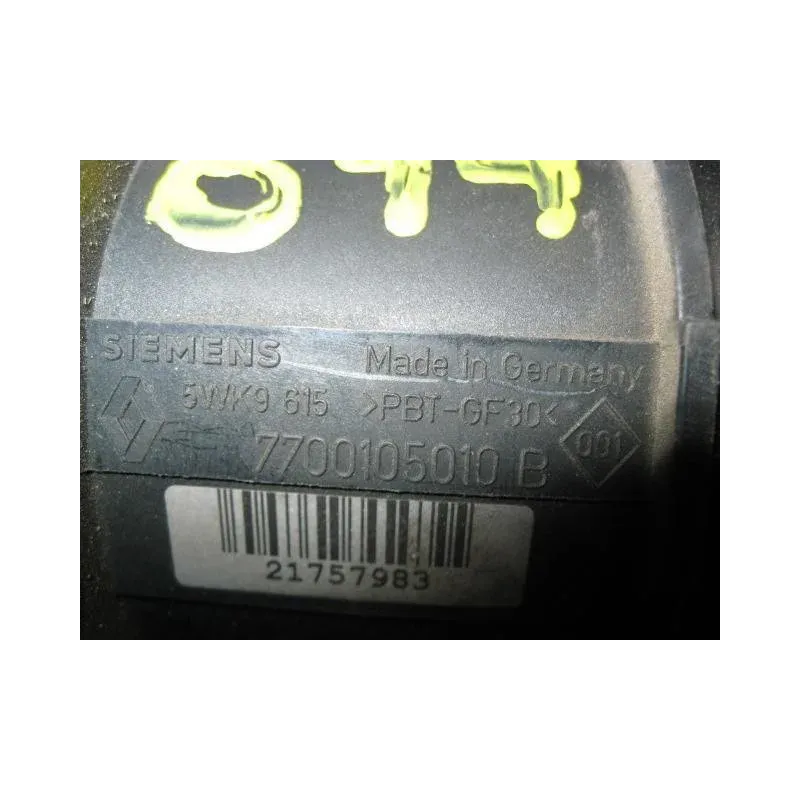 SIEMENS Made in Germany
5WK9 615 >PBT-GF30<
7700105010 B 001
21757983